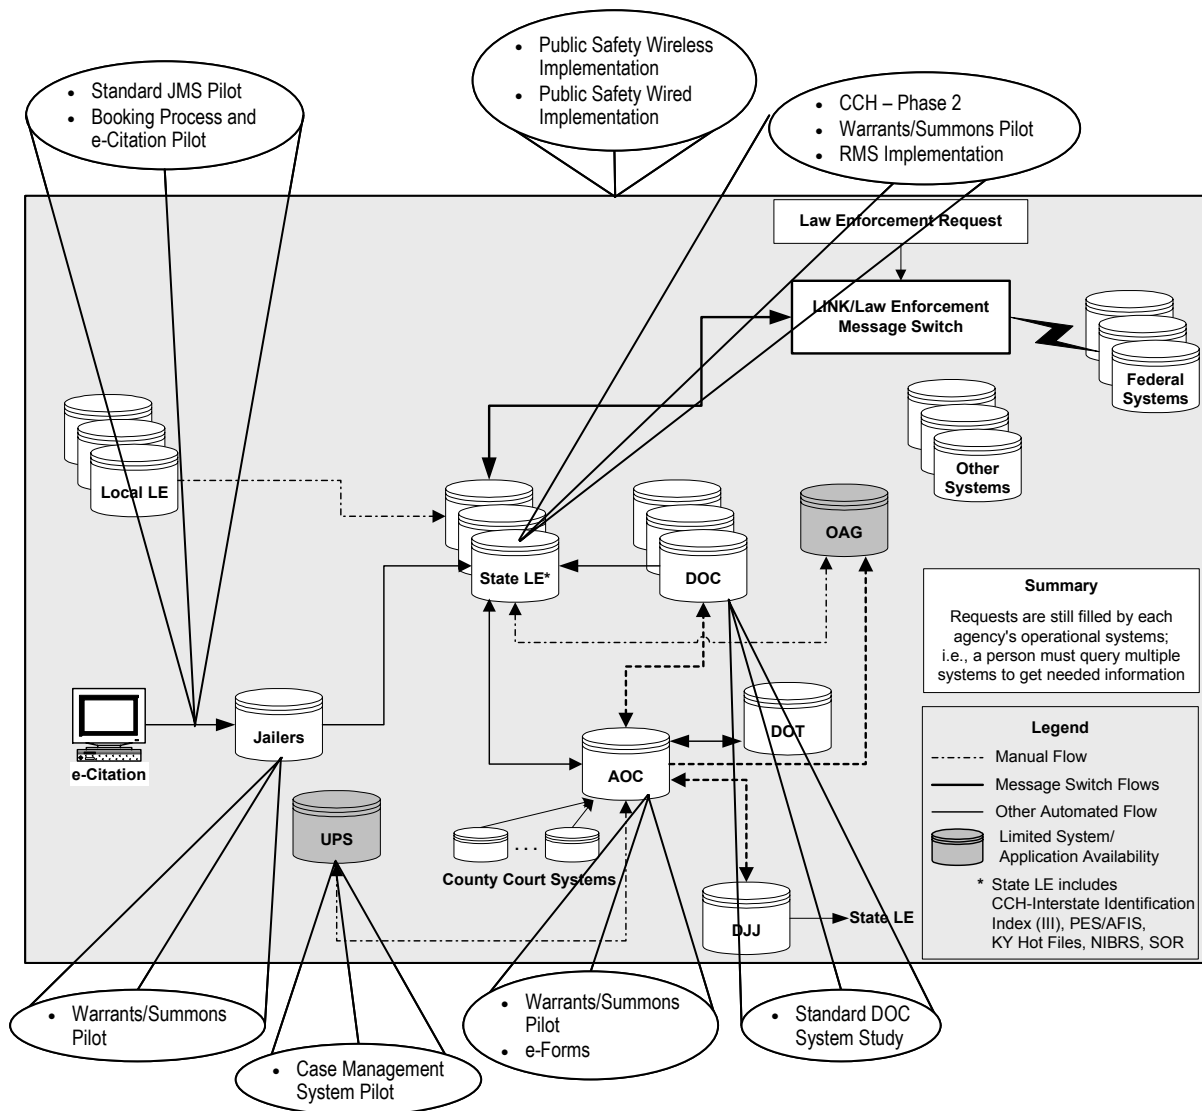 • Public Safety Wireless
Implementation
• Public Safety Wired
Implementation
• Standard JMS Pilot
• Booking Process and
e-Citation Pilot
• CCH – Phase 2
• Warrants/Summons Pilot
• RMS Implementation
Law Enforcement Request
LINK/Law Enforcement
Message Switch
Federal
Systems
Other
Systems
Local LE
OAG
State LE*
DOC
Summary
Requests are still filled by each
agency's operational systems;
i.e., a person must query multiple
systems to get needed information
Jailers
DOT
e-Citation
AOC
UPS
. . .
County Court Systems
DJJ
State LE
Legend
Manual Flow
Message Switch Flows
Other Automated Flow
Limited System/
Application Availability
* State LE includes
CCH-Interstate Identification
Index (III), PES/AFIS,
KY Hot Files, NIBRS, SOR
• Warrants/Summons
Pilot
• Case Management
System Pilot
• Warrants/Summons
Pilot
• e-Forms
• Standard DOC
System Study